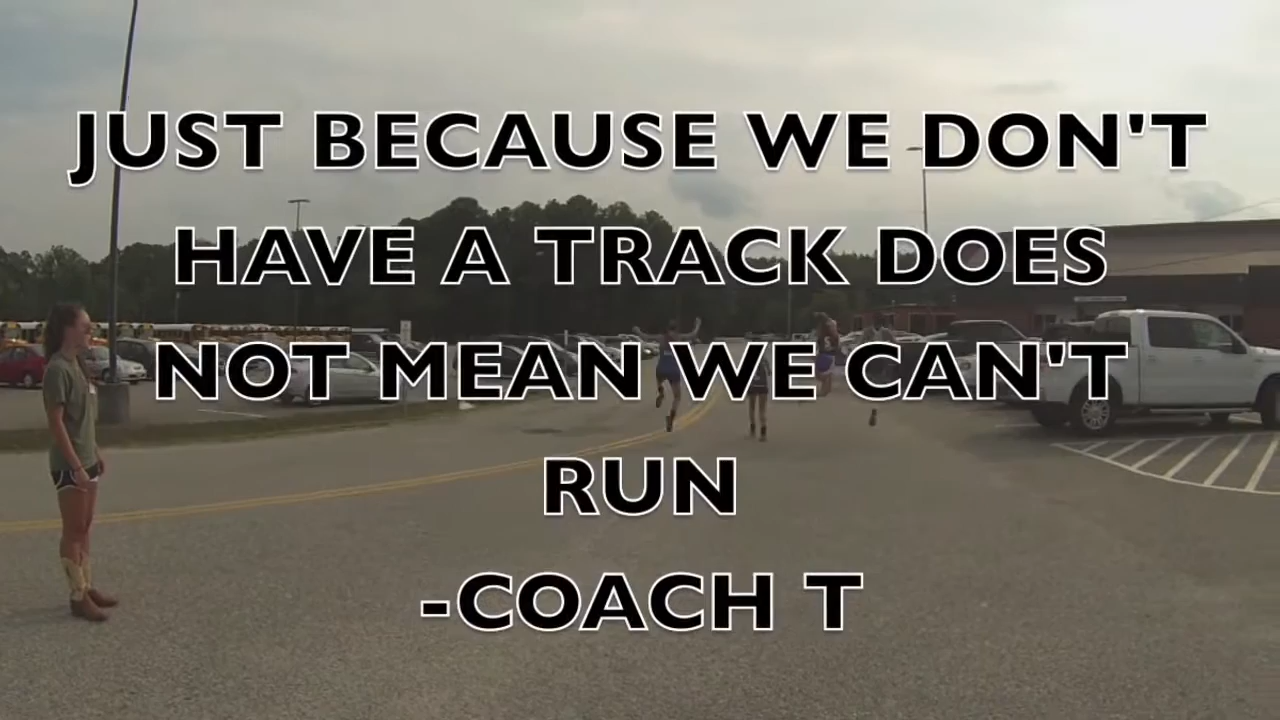 JUST BECAUSE WE DON'T
HAVE A TRACK DOES
NOT MEAN WE CAN'T
RUN
-COACH T